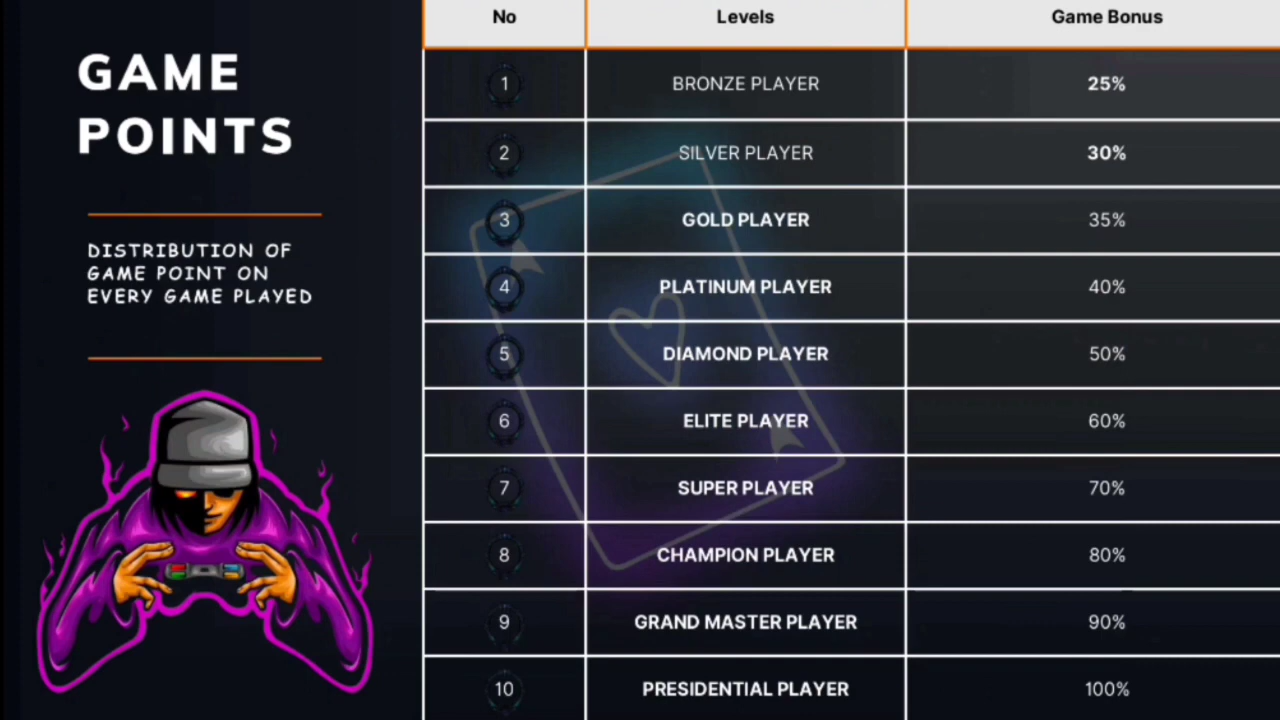 GAME
POINTS
DISTRIBUTION OF
GAME POINT ON
EVERY GAME PLAYED
No Levels Game Bonus
1 BRONZE PLAYER 25%
2 SILVER PLAYER 30%
3 GOLD PLAYER 35%
4 PLATINUM PLAYER 40%
5 DIAMOND PLAYER 50%
6 ELITE PLAYER 60%
7 SUPER PLAYER 70%
8 CHAMPION PLAYER 80%
9 GRAND MASTER PLAYER 90%
10 PRESIDENTIAL PLAYER 100%